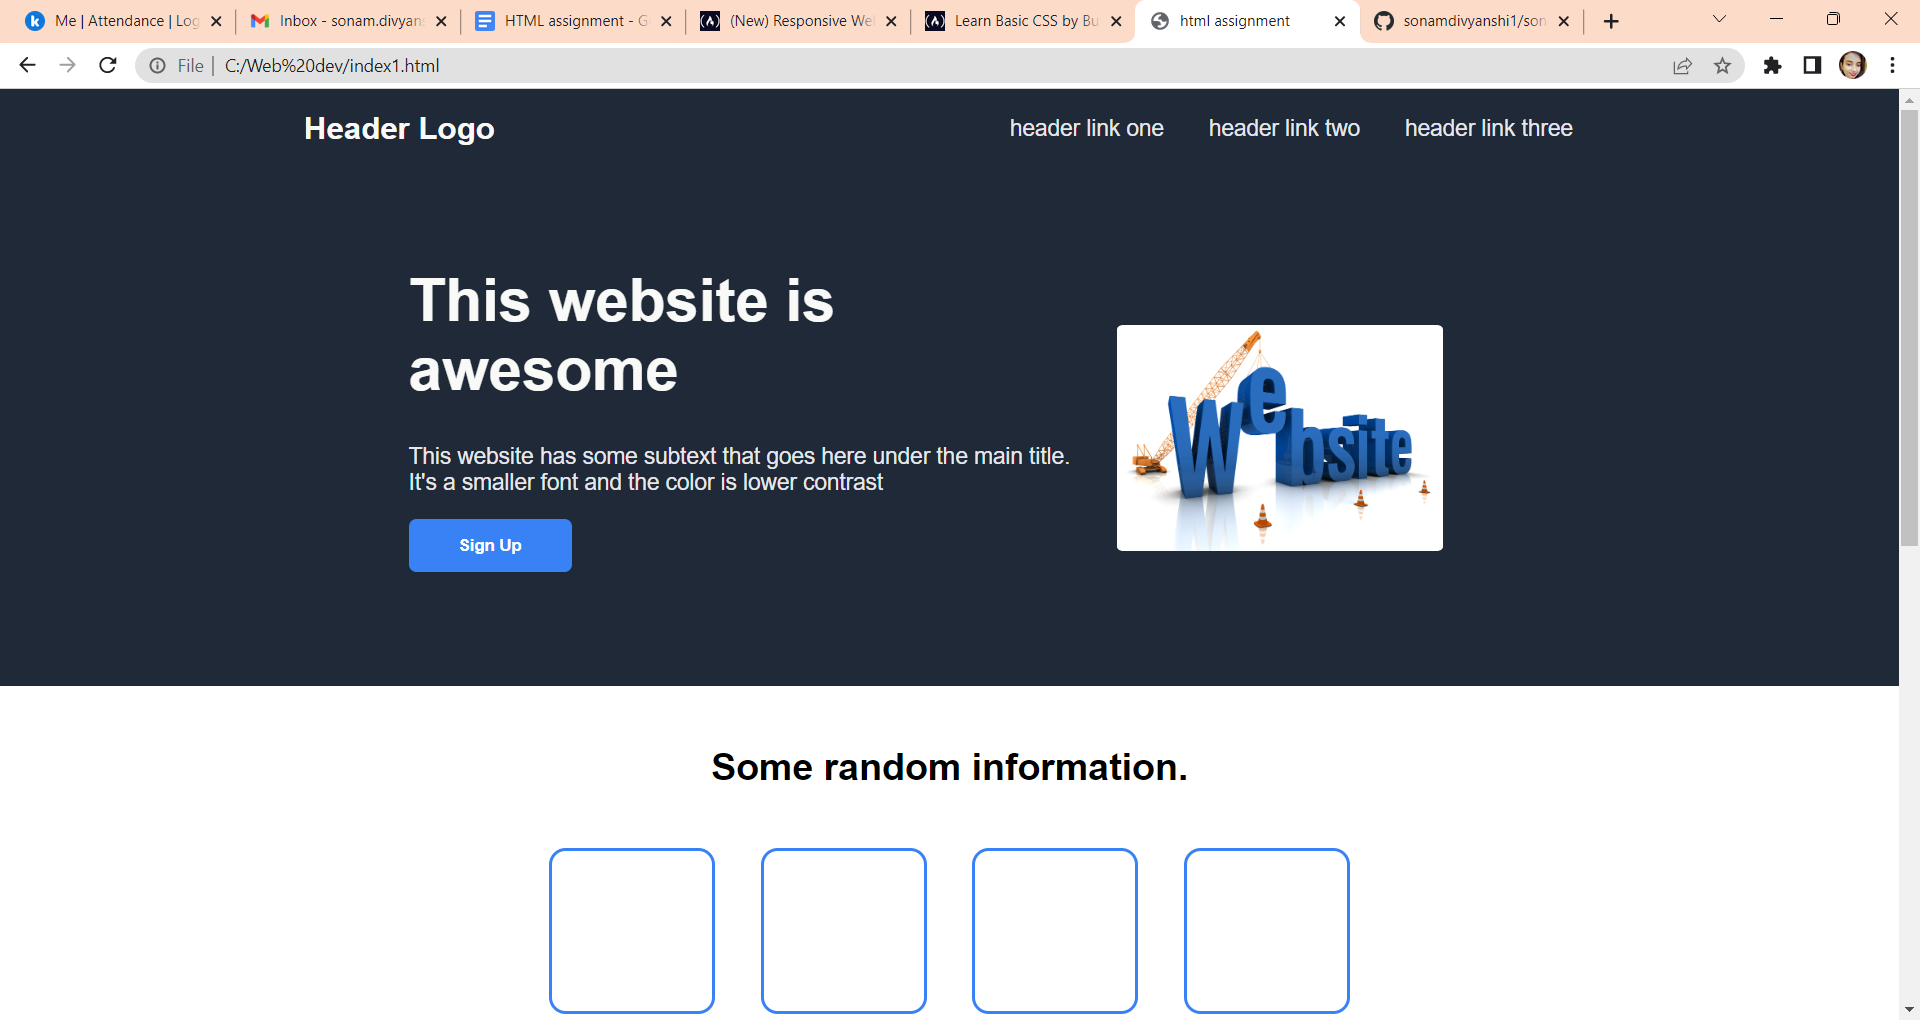 Me | Attendance | Log
Inbox - sonam.divyans
HTML assignment - G
(New) Responsive We
Learn Basic CSS by Bu
html assignment
sonamdivyanshi1/son
File | C:/Web%20dev/index1.html
Header Logo
header link one
header link two
header link three
This website is
awesome
This website has some subtext that goes here under the main title.
It's a smaller font and the color is lower contrast
Sign Up
Website
Some random information.